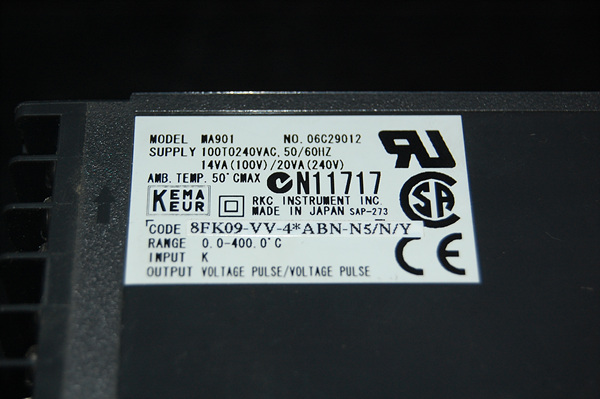 MODEL MA901 NO. 06C29012
SUPPLY 100TO240VAC, 50/60HZ
14VA(100V)/20VA(240V)
AMB. TEMP. 50°CMAX N11717
KEMA KEUR
RKC INSTRUMENT INC.
MADE IN JAPAN SAP-273
CODE 8FK09-VV-4*ABN-N5/N/Y
RANGE 0.0-400.0°C
INPUT K
OUTPUT VOLTAGE PULSE/VOLTAGE PULSE
UR
SA
CE